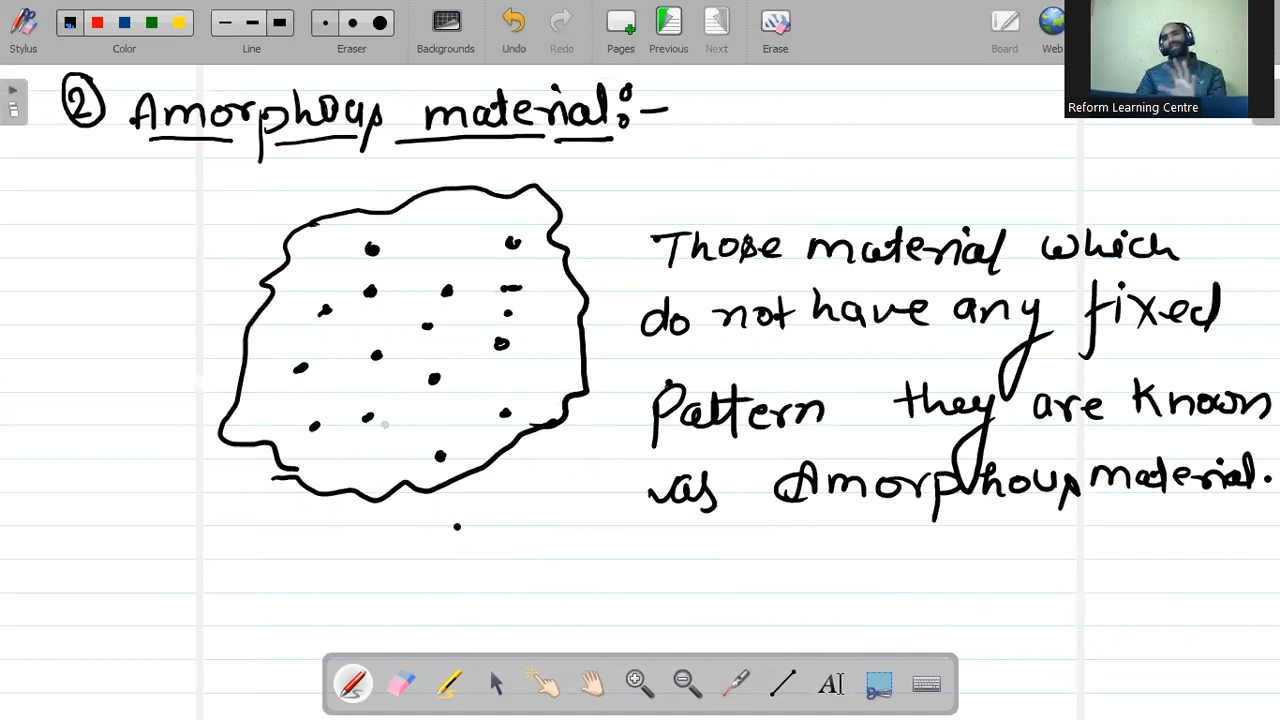 Stylus Color Line Eraser Backgrounds Undo Redo Pages Previous Next Erase Board Web
Reform Learning Centre
② Amorphous material:-
Those material which
do not have any fixed
Pattern they are known
as Amorphous material.
AI